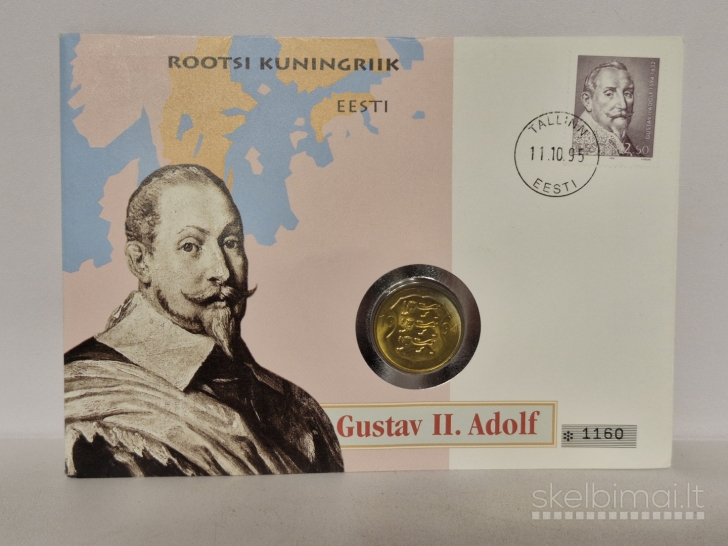 ROOTSI KUNINGRIIK
EESTI
2.50
TALLINN
11.10.95
EESTI
Gustav II. Adolf
✻ 1160
skelbimai.lt